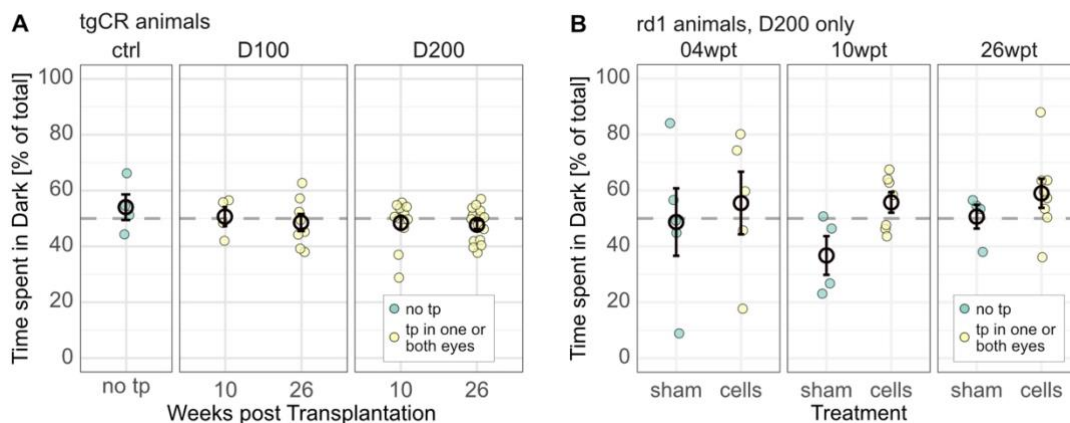 A
tgCR animals
ctrl
D100
D200
Time spent in Dark [% of total]
100
80
60
40
20
0
no tp
tp in one or
both eyes
no tp
10
26
10
26
Weeks post Transplantation
B
rd1 animals, D200 only
04wpt
10wpt
26wpt
Time spent in Dark [% of total]
100
80
60
40
20
0
no tp
tp in one or
both eyes
sham
cells
sham
cells
sham
cells
Treatment